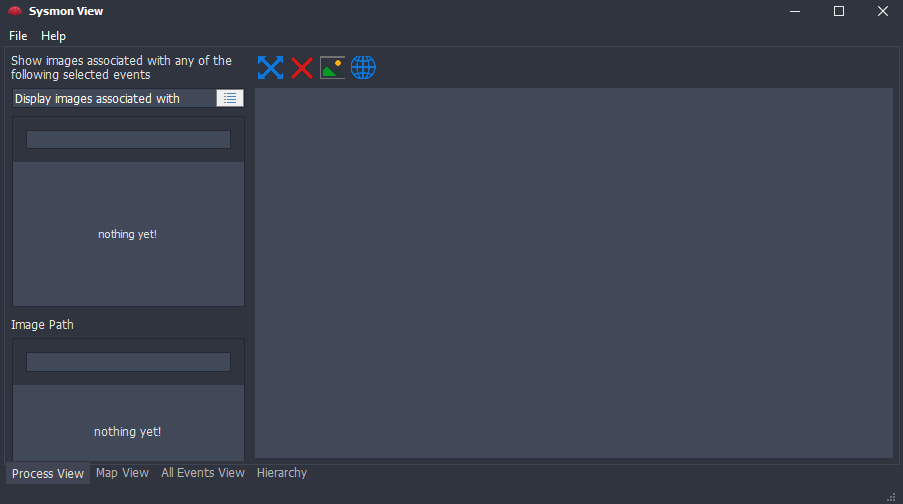 Sysmon View
File Help
Show images associated with any of the
following selected events
Display images associated with
nothing yet!
Image Path
nothing yet!
Process View Map View All Events View Hierarchy